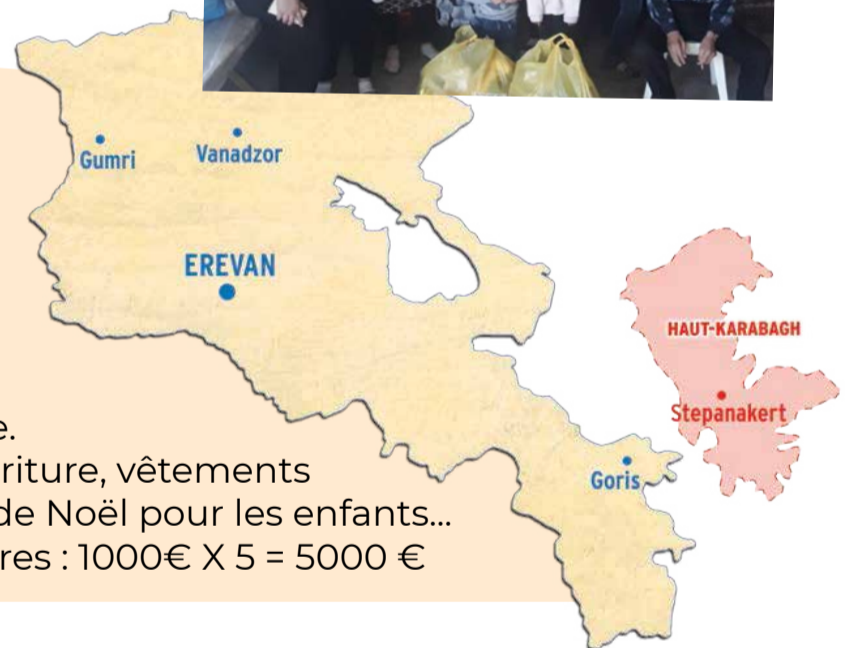 Gumri
Vanadzor
EREVAN
HAUT-KARABAGH
Stepanakert
Goris
e.
riture, vêtements
de Noël pour les enfants...
res : 1000€ X 5 = 5000 €